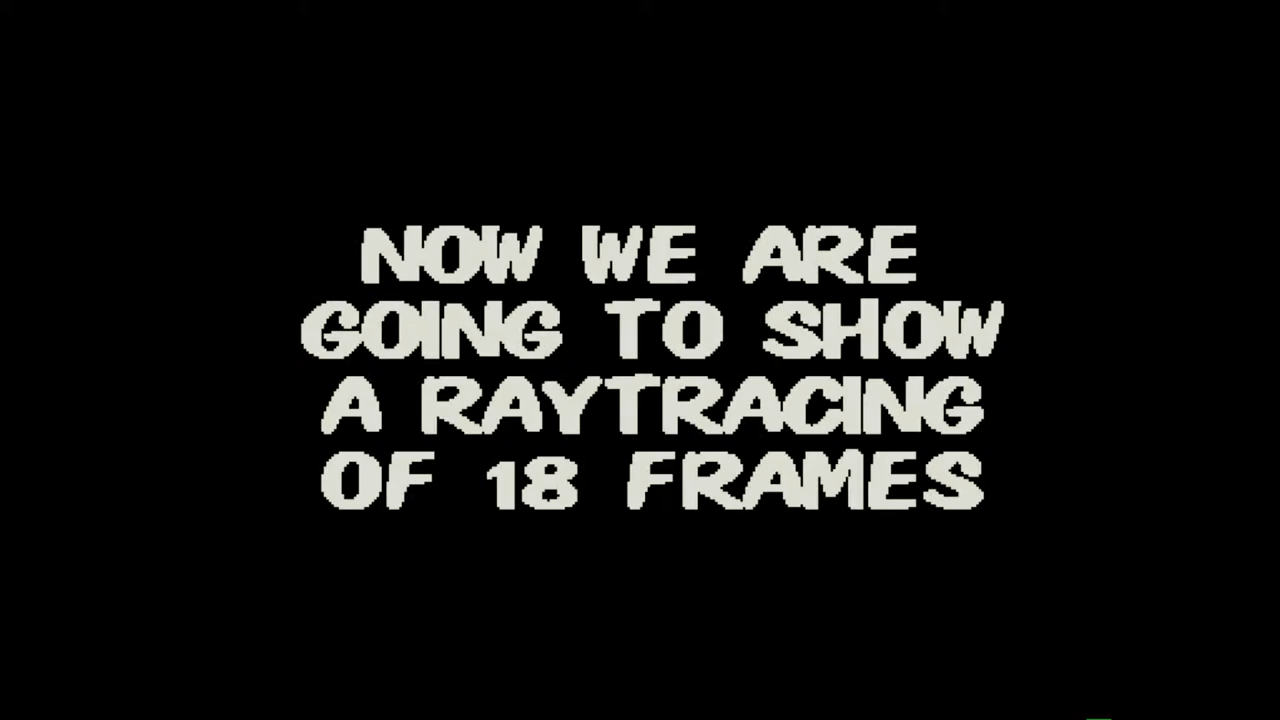 NOW WE ARE
GOING TO SHOW
A RAYTRACING
OF 18 FRAMES